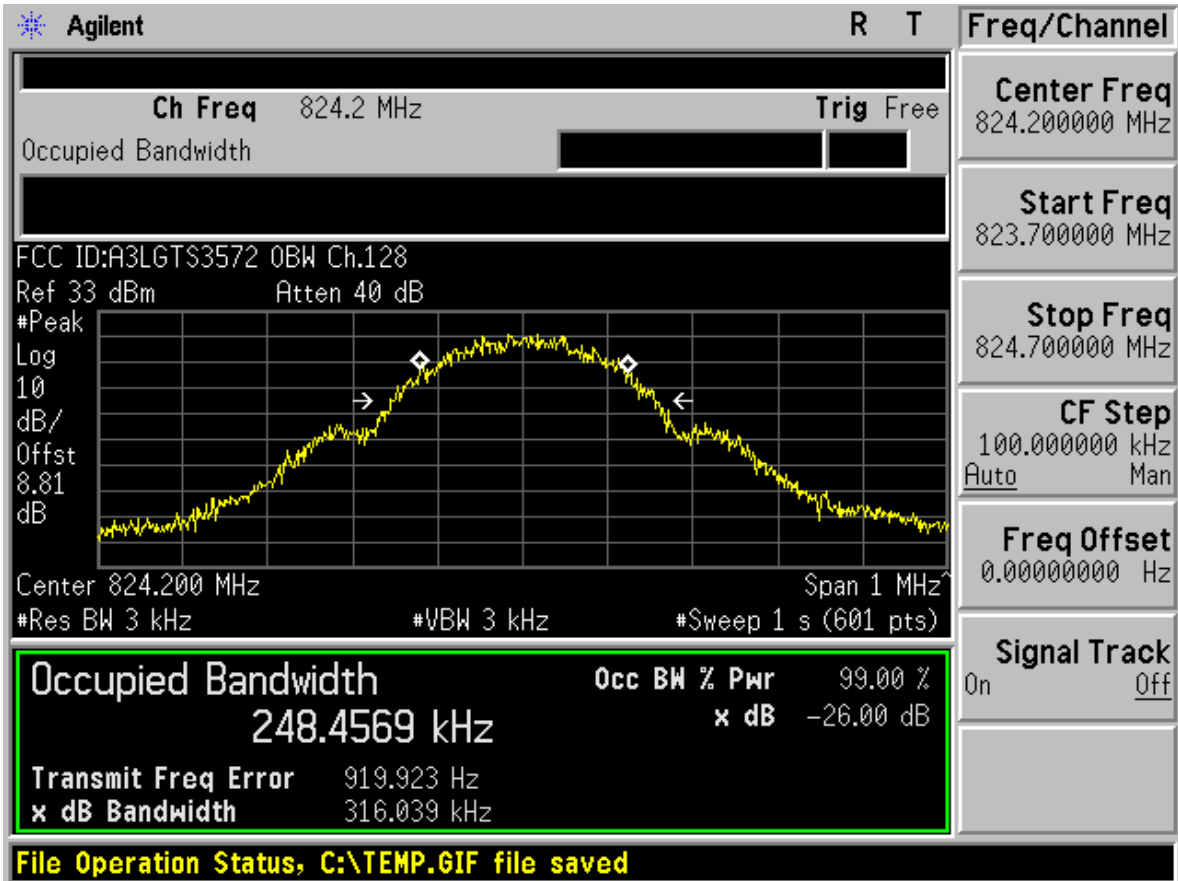 Agilent R T
Freq/Channel
Ch Freq 824.2 MHz Trig Free
Occupied Bandwidth
Center Freq
824.200000 MHz
Start Freq
823.700000 MHz
Stop Freq
824.700000 MHz
CF Step
100.000000 kHz
Auto Man
Freq Offset
0.00000000 Hz
Signal Track
On Off
FCC ID:A3LGTS3572 OBW Ch.128
Ref 33 dBm Atten 40 dB
#Peak
Log
10
dB/
Offst
8.81
dB
Center 824.200 MHz Span 1 MHz^
#Res BW 3 kHz #VBW 3 kHz #Sweep 1 s (601 pts)
Occupied Bandwidth
248.4569 kHz
Occ BW % Pwr 99.00 %
x dB -26.00 dB
Transmit Freq Error 919.923 Hz
x dB Bandwidth 316.039 kHz
File Operation Status, C:\TEMP.GIF file saved